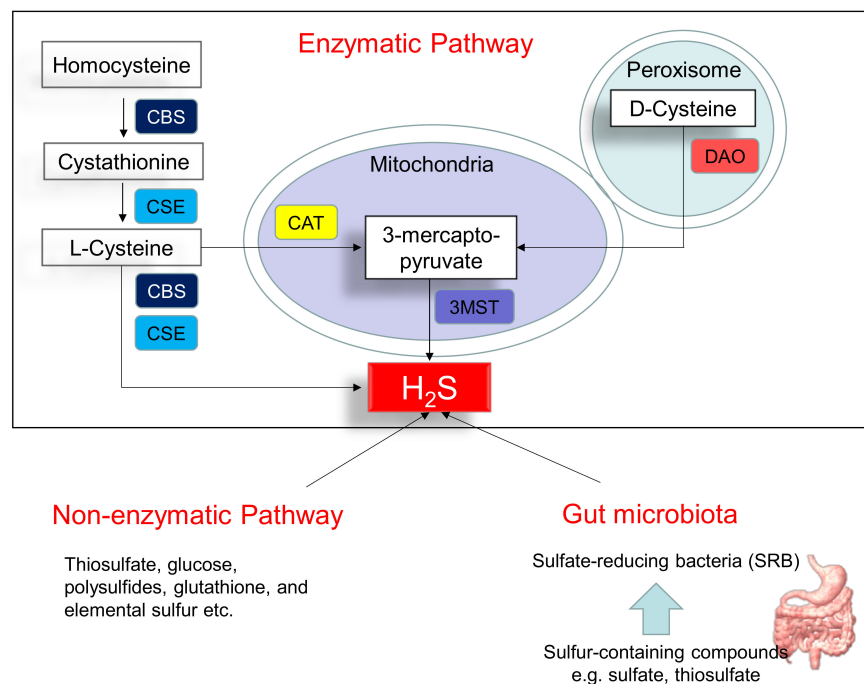 Enzymatic Pathway
Homocysteine
CBS
Cystathionine
CSE
L-Cysteine
CBS
CSE
Mitochondria
CAT
3-mercapto-
pyruvate
3MST
Peroxisome
D-Cysteine
DAO
H₂S
Non-enzymatic Pathway
Thiosulfate, glucose,
polysulfides, glutathione, and
elemental sulfur etc.
Gut microbiota
Sulfate-reducing bacteria (SRB)
Sulfur-containing compounds
e.g. sulfate, thiosulfate